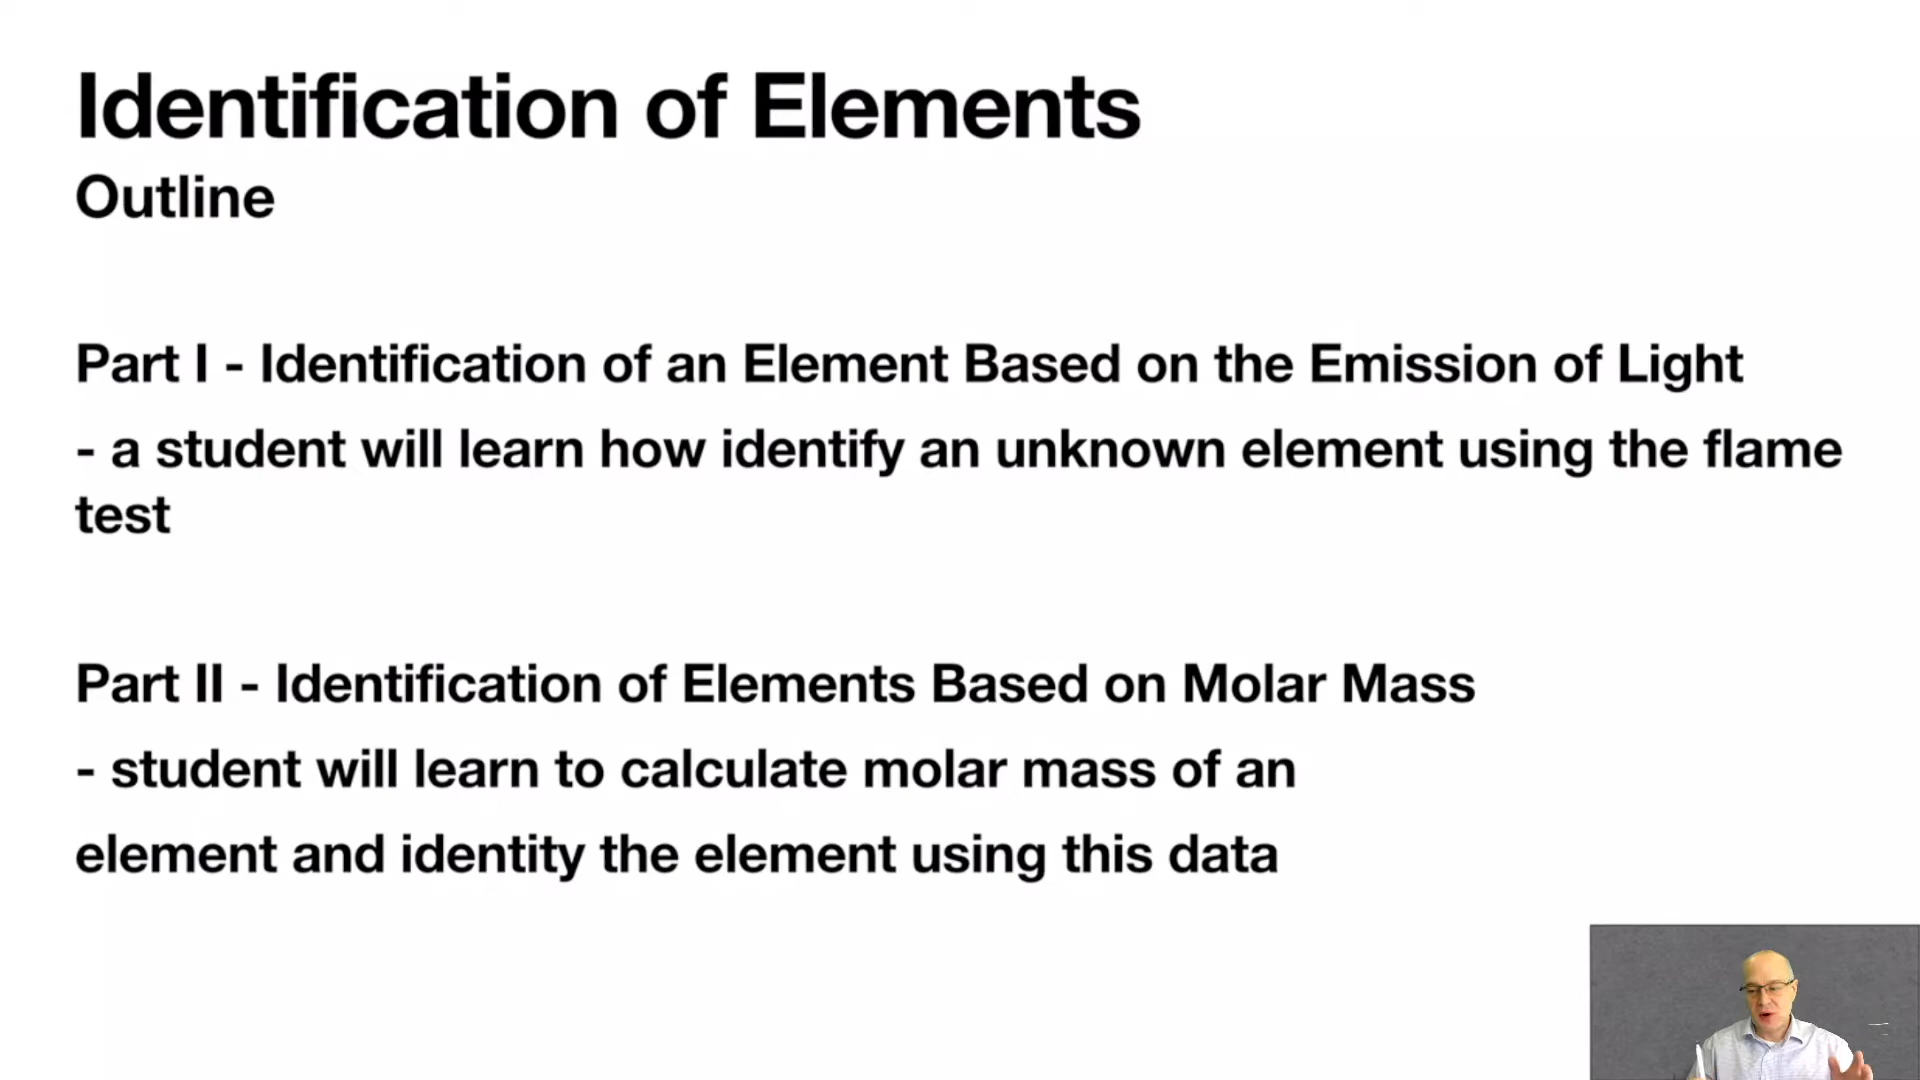 Identification of Elements
Outline
Part I - Identification of an Element Based on the Emission of Light
- a student will learn how identify an unknown element using the flame
test
Part II - Identification of Elements Based on Molar Mass
- student will learn to calculate molar mass of an
element and identity the element using this data